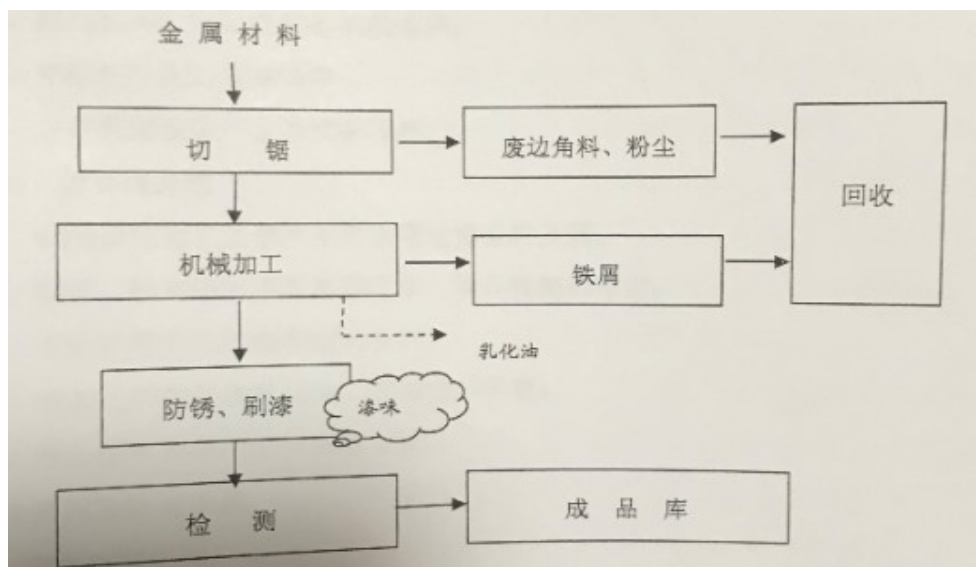 金属材料
切 锯
废边角料、粉尘
回收
机械加工
铁屑
乳化油
防锈、刷漆
漆味
检 测
成 品 库